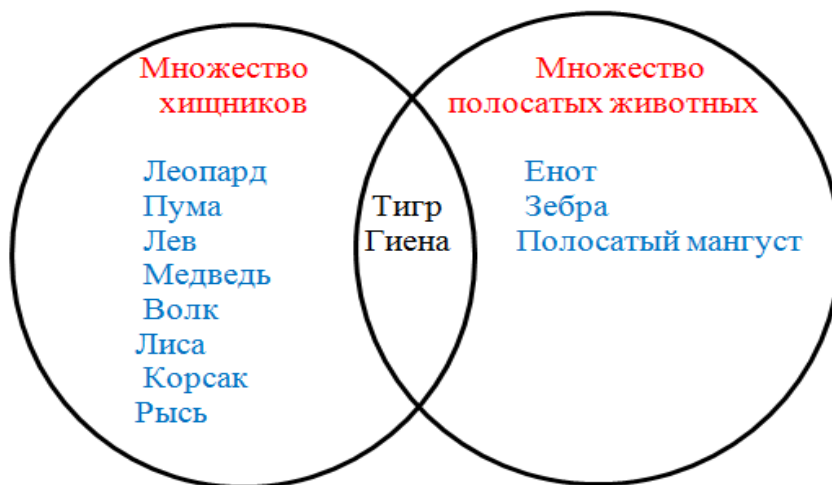 Множество
хищников
Леопард
Пума
Лев
Медведь
Волк
Лиса
Корсак
Рысь
Тигр
Гиена
Множество
полосатых животных
Енот
Зебра
Полосатый мангуст